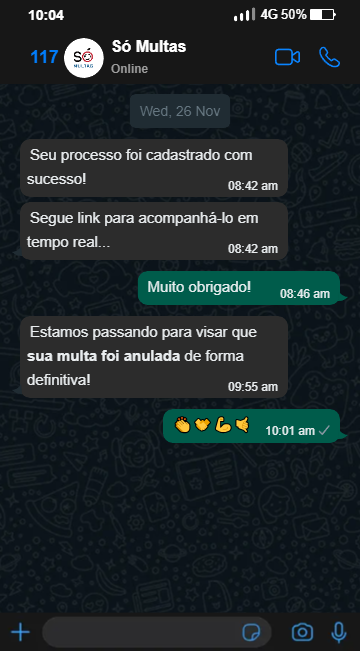 10:04 4G 50%
117 SÓ MULTAS Só Multas
Online
Wed, 26 Nov
Seu processo foi cadastrado com
sucesso!
08:42 am
Segue link para acompanhá-lo em
tempo real...
08:42 am
Muito obrigado!
08:46 am
Estamos passando para visar que
sua multa foi anulada de forma
definitiva!
09:55 am
10:01 am